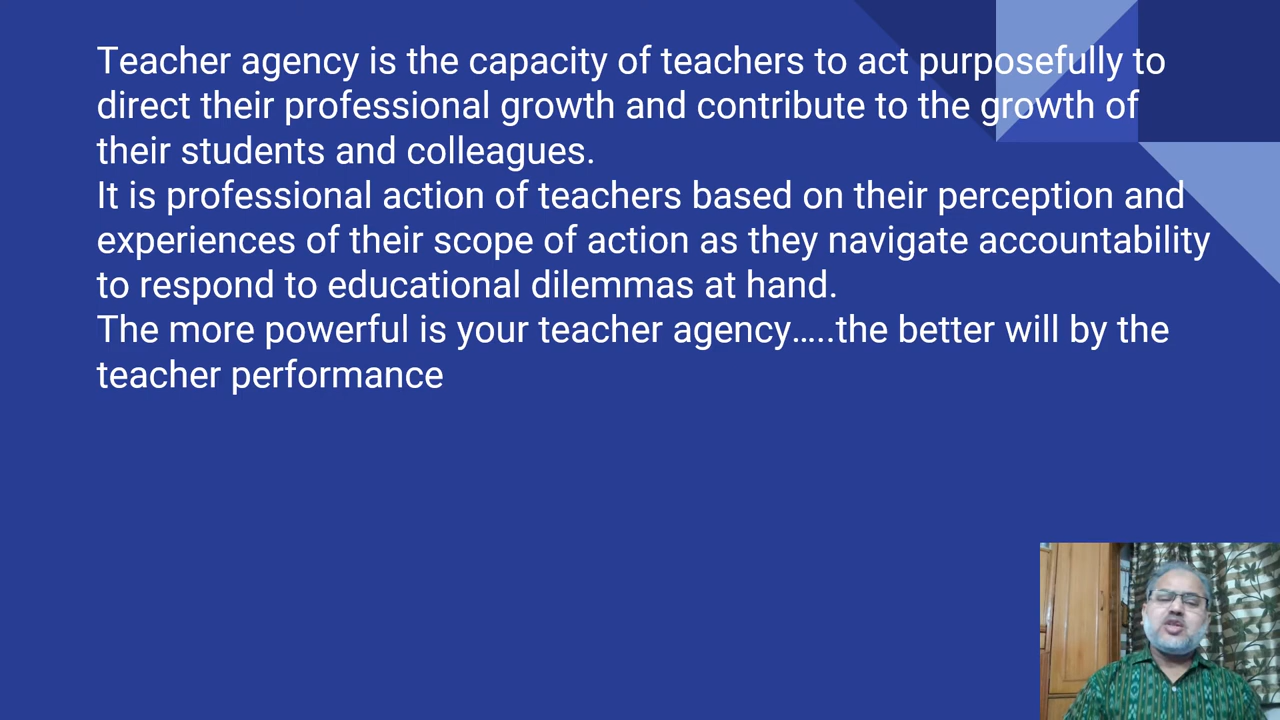 Teacher agency is the capacity of teachers to act purposefully to
direct their professional growth and contribute to the growth of
their students and colleagues.
It is professional action of teachers based on their perception and
experiences of their scope of action as they navigate accountability
to respond to educational dilemmas at hand.
The more powerful is your teacher agency…..the better will by the
teacher performance